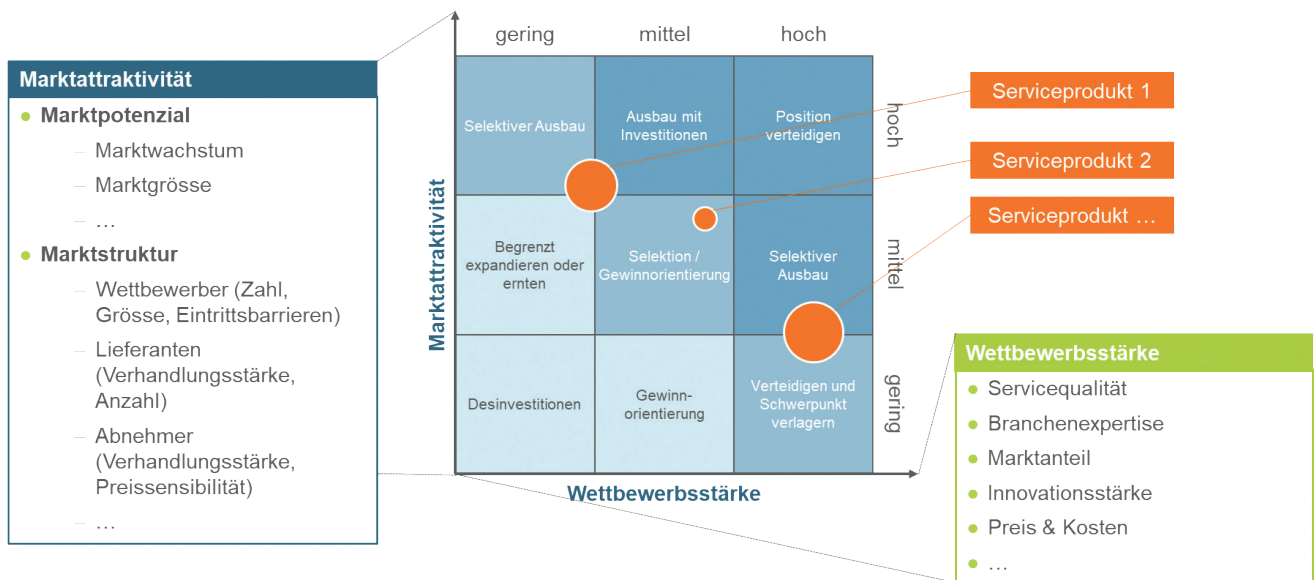 Marktattraktivität
● Marktpotenzial
– Marktwachstum
– Marktgrösse
– …
● Marktstruktur
– Wettbewerber (Zahl,
Grösse, Eintrittsbarrieren)
– Lieferanten
(Verhandlungsstärke,
Anzahl)
– Abnehmer
(Verhandlungsstärke,
Preissensibilität)
– …
Marktattraktivität
gering
mittel
hoch
Selektiver Ausbau
Ausbau mit
Investitionen
Position
verteidigen
hoch
Begrenzt
expandieren oder
ernten
Selektion /
Gewinnorientierung
Selektiver
Ausbau
mittel
Desinvestitionen
Gewinn-
orientierung
Verteidigen und
Schwerpunkt
verlagern
gering
Wettbewerbsstärke
Serviceprodukt 1
Serviceprodukt 2
Serviceprodukt …
Wettbewerbsstärke
● Servicequalität
● Branchenexpertise
● Marktanteil
● Innovationsstärke
● Preis & Kosten
● …